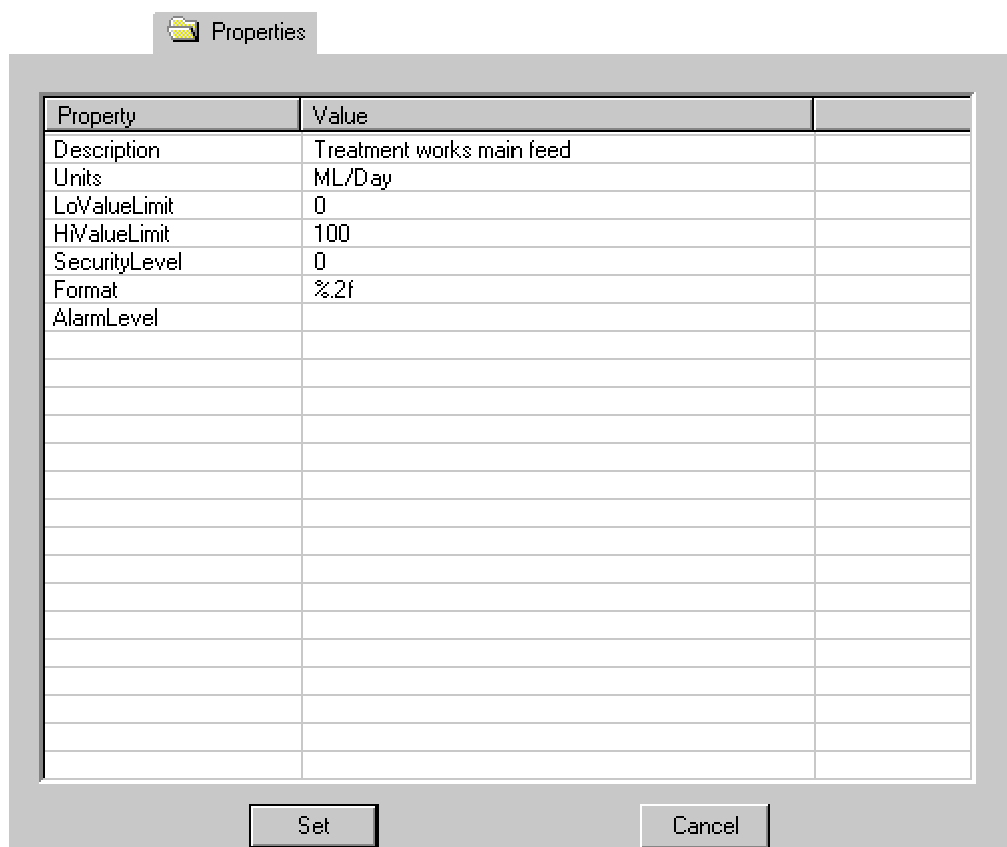 Properties
Property Value
Description Treatment works main feed
Units ML/Day
LoValueLimit 0
HiValueLimit 100
SecurityLevel 0
Format %.2f
AlarmLevel
Set Cancel